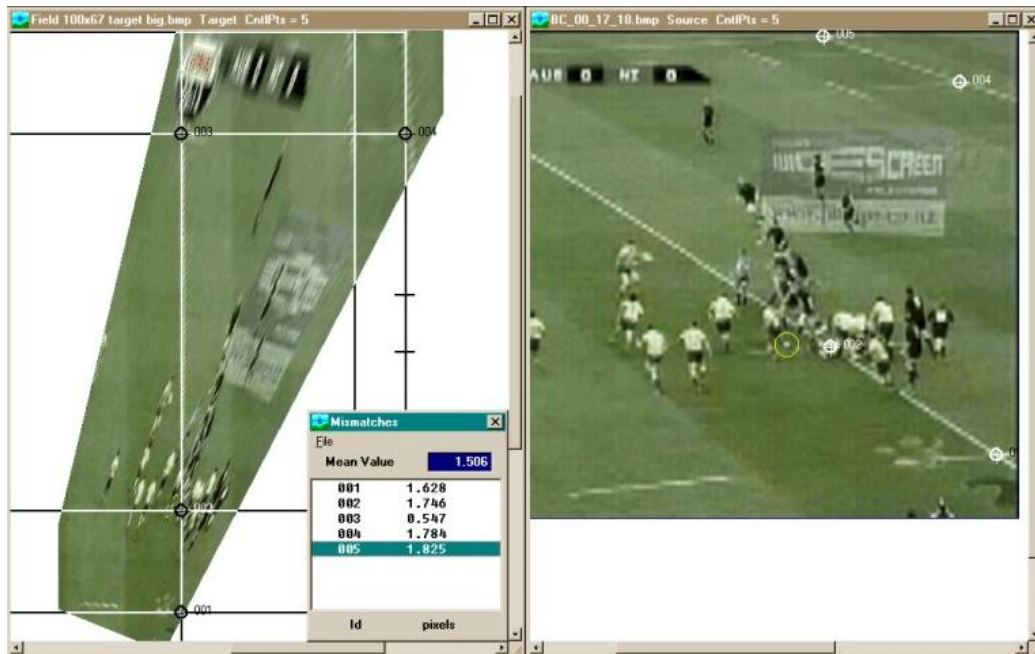 Field 100x67 target big.bmp  Target  CntlPts = 5
003
004
002
001
Mismatches
File
Mean Value 1.506
001 1.628
002 1.746
003 0.547
004 1.784
005 1.825
Id pixels
BC_00_17_18.bmp  Source  CntlPts = 5
005
004
AUS 0 NZ 0
WIDESCREEN
002